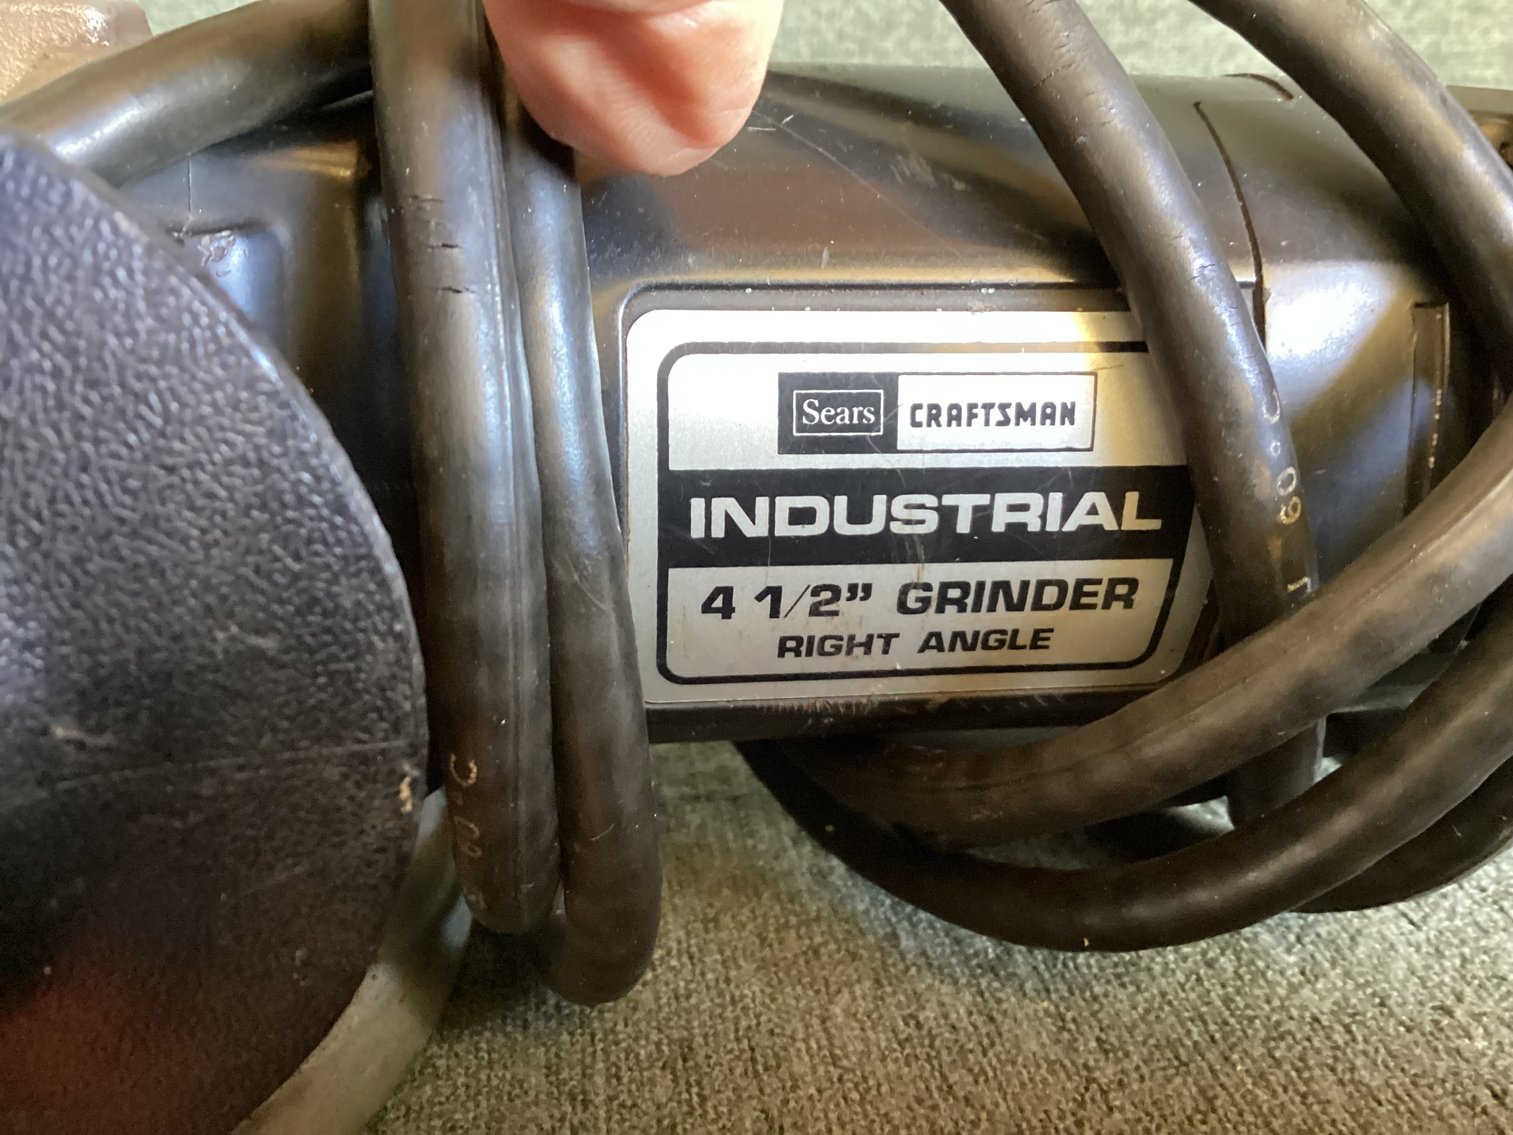 Sears CRAFTSMAN
INDUSTRIAL
4 1/2” GRINDER
RIGHT ANGLE